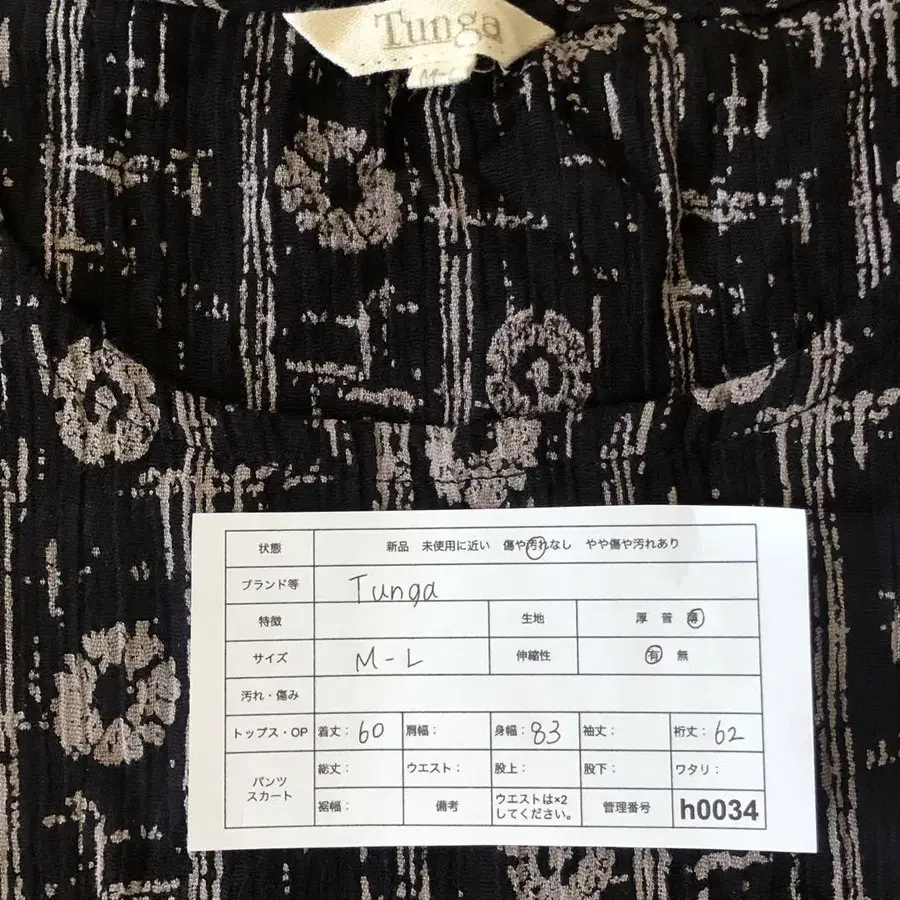 Tunga
状態 新品 未使用に近い 傷や汚れなし やや傷や汚れあり
ブランド等 Tunga
特徴 生地 厚 普 薄
サイズ M-L 伸縮性 有 無
汚れ・傷み
トップス・OP 着丈：60 肩幅： 身幅：83 袖丈： 裄丈：62
パンツ
スカート
総丈： ウエスト： 股上： 股下： ワタリ：
裾幅： 備考 ウエストは×2
してください。 管理番号 h0034